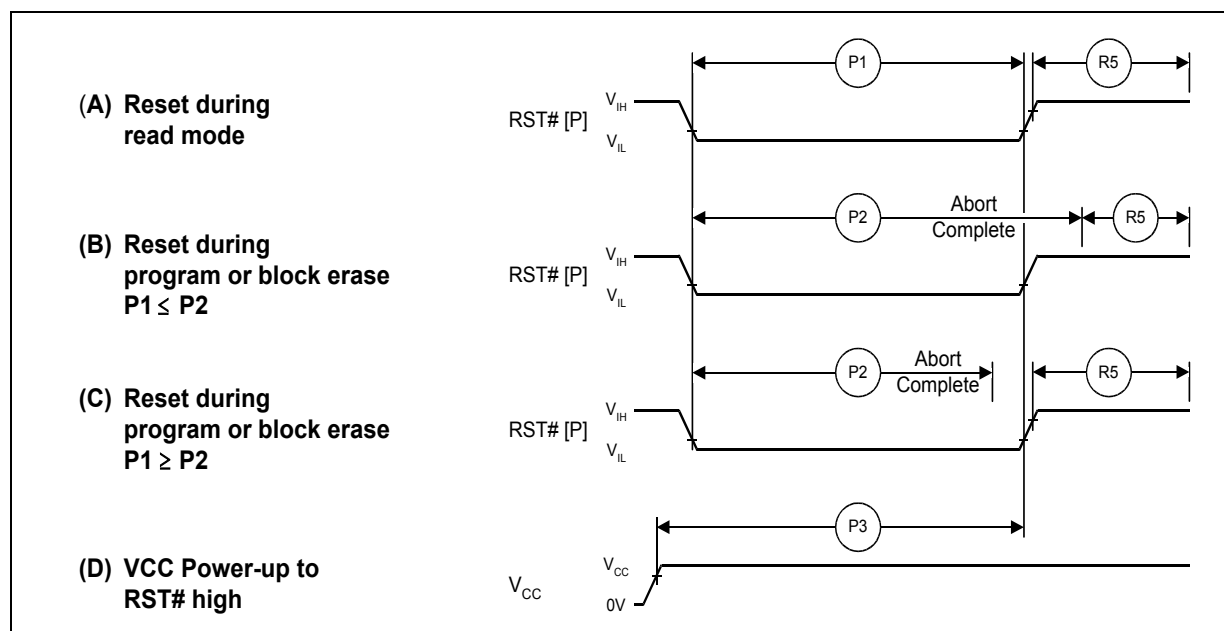 P1
R5
(A) Reset during
read mode
RST# [P]
VIH
VIL
P2
Abort
Complete
R5
(B) Reset during
program or block erase
P1 ≤ P2
RST# [P]
VIH
VIL
P2
Abort
Complete
R5
(C) Reset during
program or block erase
P1 ≥ P2
RST# [P]
VIH
VIL
P3
(D) VCC Power-up to
RST# high
VCC
VCC
0V